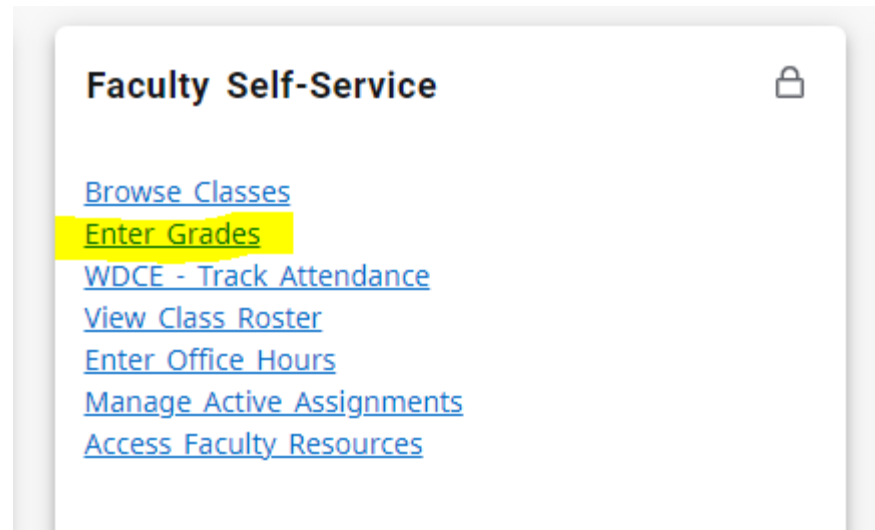 Faculty Self-Service
Browse Classes
Enter Grades
WDCE - Track Attendance
View Class Roster
Enter Office Hours
Manage Active Assignments
Access Faculty Resources